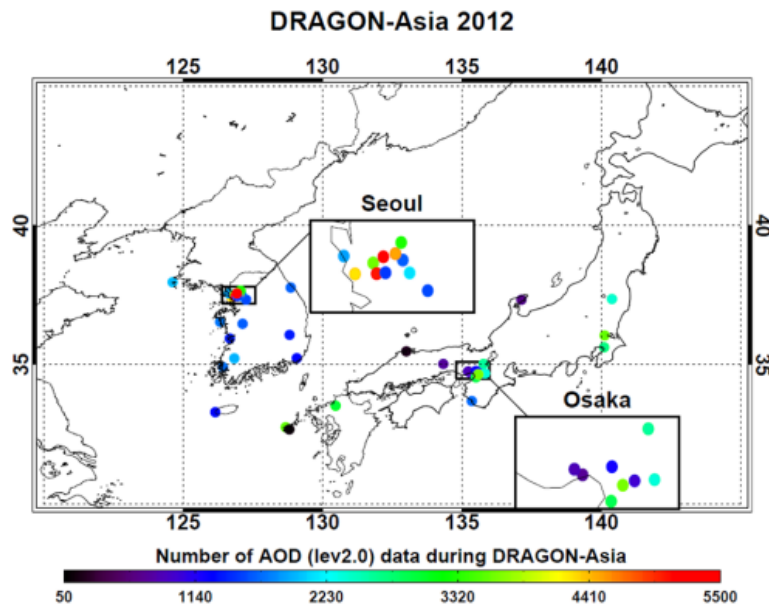 DRAGON-Asia 2012
125 130 135 140
40 40
Seoul
35 35
Osaka
125 130 135 140
Number of AOD (lev2.0) data during DRAGON-Asia
50 1140 2230 3320 4410 5500